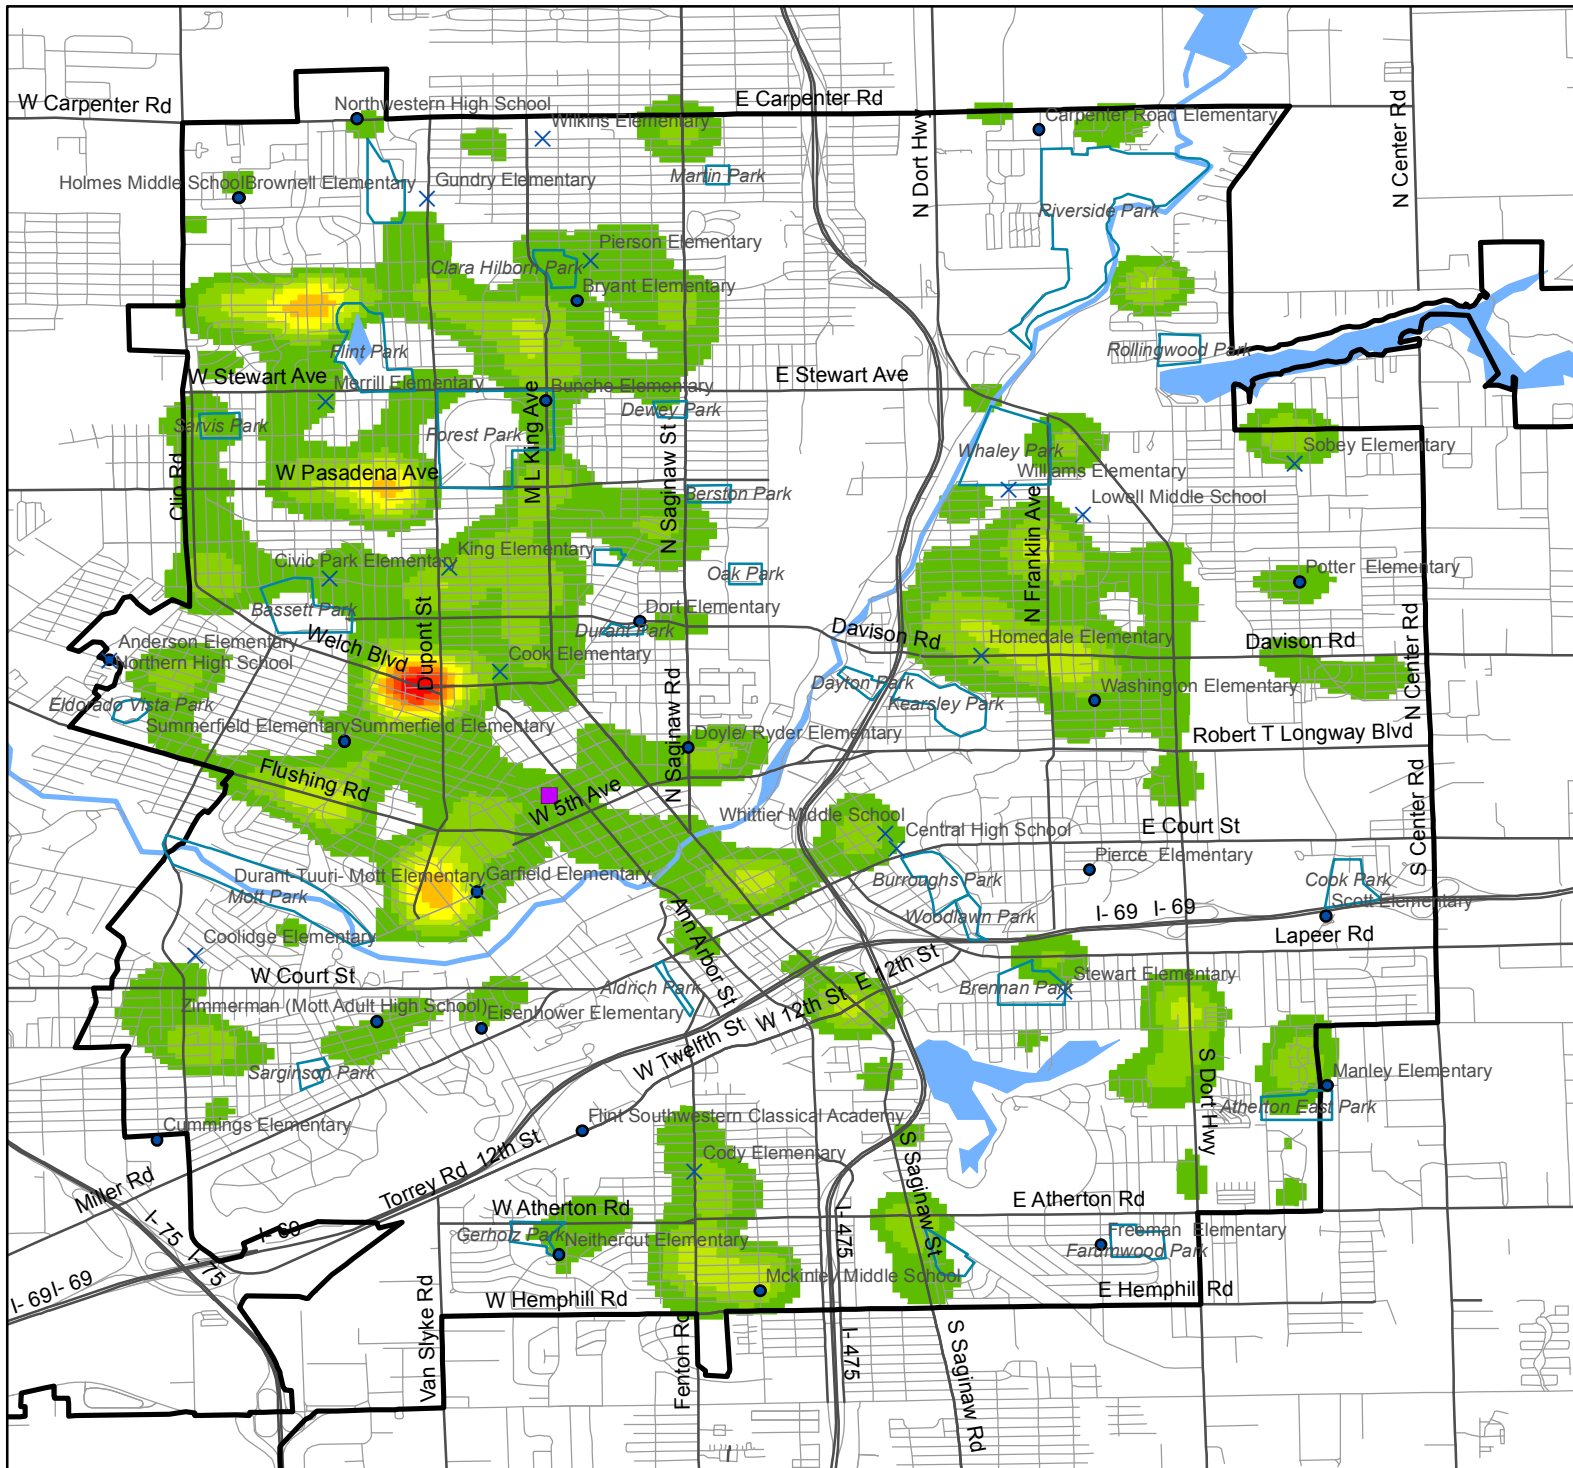 W Carpenter Rd
Northwestern High School
E Carpenter Rd
Wilkins Elementary
Carpenter Road Elementary
N Dort Hwy
N Center Rd
Holmes Middle School
Brownell Elementary
Gundry Elementary
Martin Park
Riverside Park
Pierson Elementary
Clara Hilborn Park
Bryant Elementary
Flint Park
Rollingwood Park
W Stewart Ave
Merrill Elementary
Bunche Elementary
E Stewart Ave
Dewey Park
Sarvis Park
Forest Park
M L King Ave
N Saginaw St
Whaley Park
Sobey Elementary
W Pasadena Ave
Williams Elementary
Clio Rd
Berston Park
Lowell Middle School
N Franklin Ave
Civic Park Elementary
King Elementary
Oak Park
Potter  Elementary
Bassett Park
Dort Elementary
Durant Park
Davison Rd
Homedale Elementary
Davison Rd
N Center Rd
Anderson Elementary
Northern High School
Welch Blvd
Dupont St
Cook Elementary
Dayton Park
Kearsley Park
Washington Elementary
Eldorado Vista Park
Summerfield Elementary
Summerfield Elementary
N Saginaw Rd
Doyle/ Ryder Elementary
Robert T Longway Blvd
Flushing Rd
W 5th Ave
Whittier Middle School
Central High School
E Court St
S Center Rd
Pierce  Elementary
Durant-Tuuri- Mott Elementary
Garfield Elementary
Mott Park
Burroughs Park
Cook Park
Woodlawn Park
Scott Elementary
I- 69
I- 69
Ann Arbor St
Coolidge Elementary
Lapeer Rd
W Court St
E 12th St
Stewart Elementary
Aldrich Park
Brennan Park
Zimmerman (Mott Adult High School)
Eisenhower Elementary
W 12th St
W Twelfth St
Sarginson Park
S Dort Hwy
Manley Elementary
Atherton East Park
Cummings Elementary
Flint Southwestern Classical Academy
12th St
Cody Elementary
S Saginaw St
Miller Rd
Torrey Rd
W Atherton Rd
E Atherton Rd
I- 75
I- 69
I- 75
Gerholz Park
Neithercut Elementary
I- 475
Freeman  Elementary
Farumwood Park
Mckinley Middle School
I- 69
I- 69
W Hemphill Rd
E Hemphill Rd
Van Slyke Rd
Fenton Rd
I- 475
S Saginaw Rd